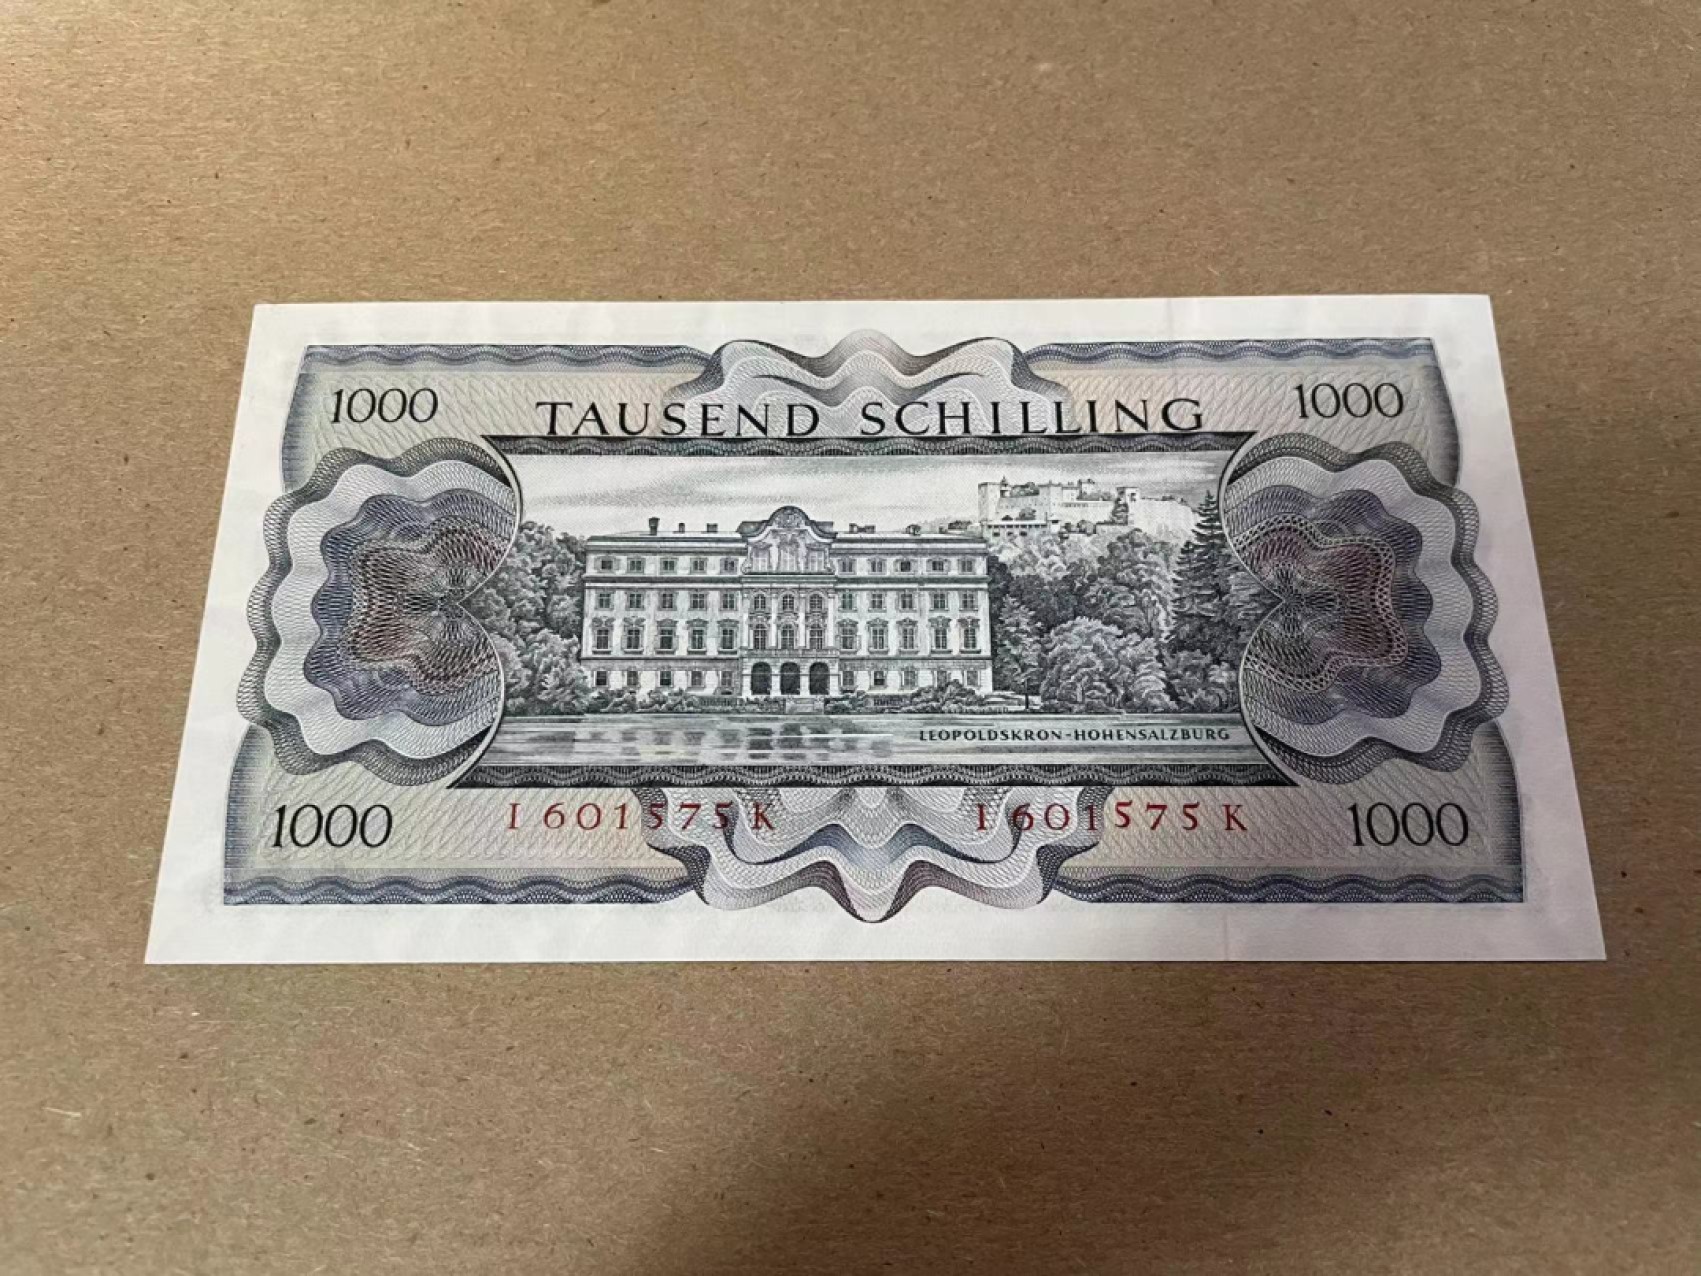 1000 1000
TAUSEND SCHILLING
LEOPOLDSKRON-HOHENSALZBURG
I 601575 K I 601575 K
1000 1000